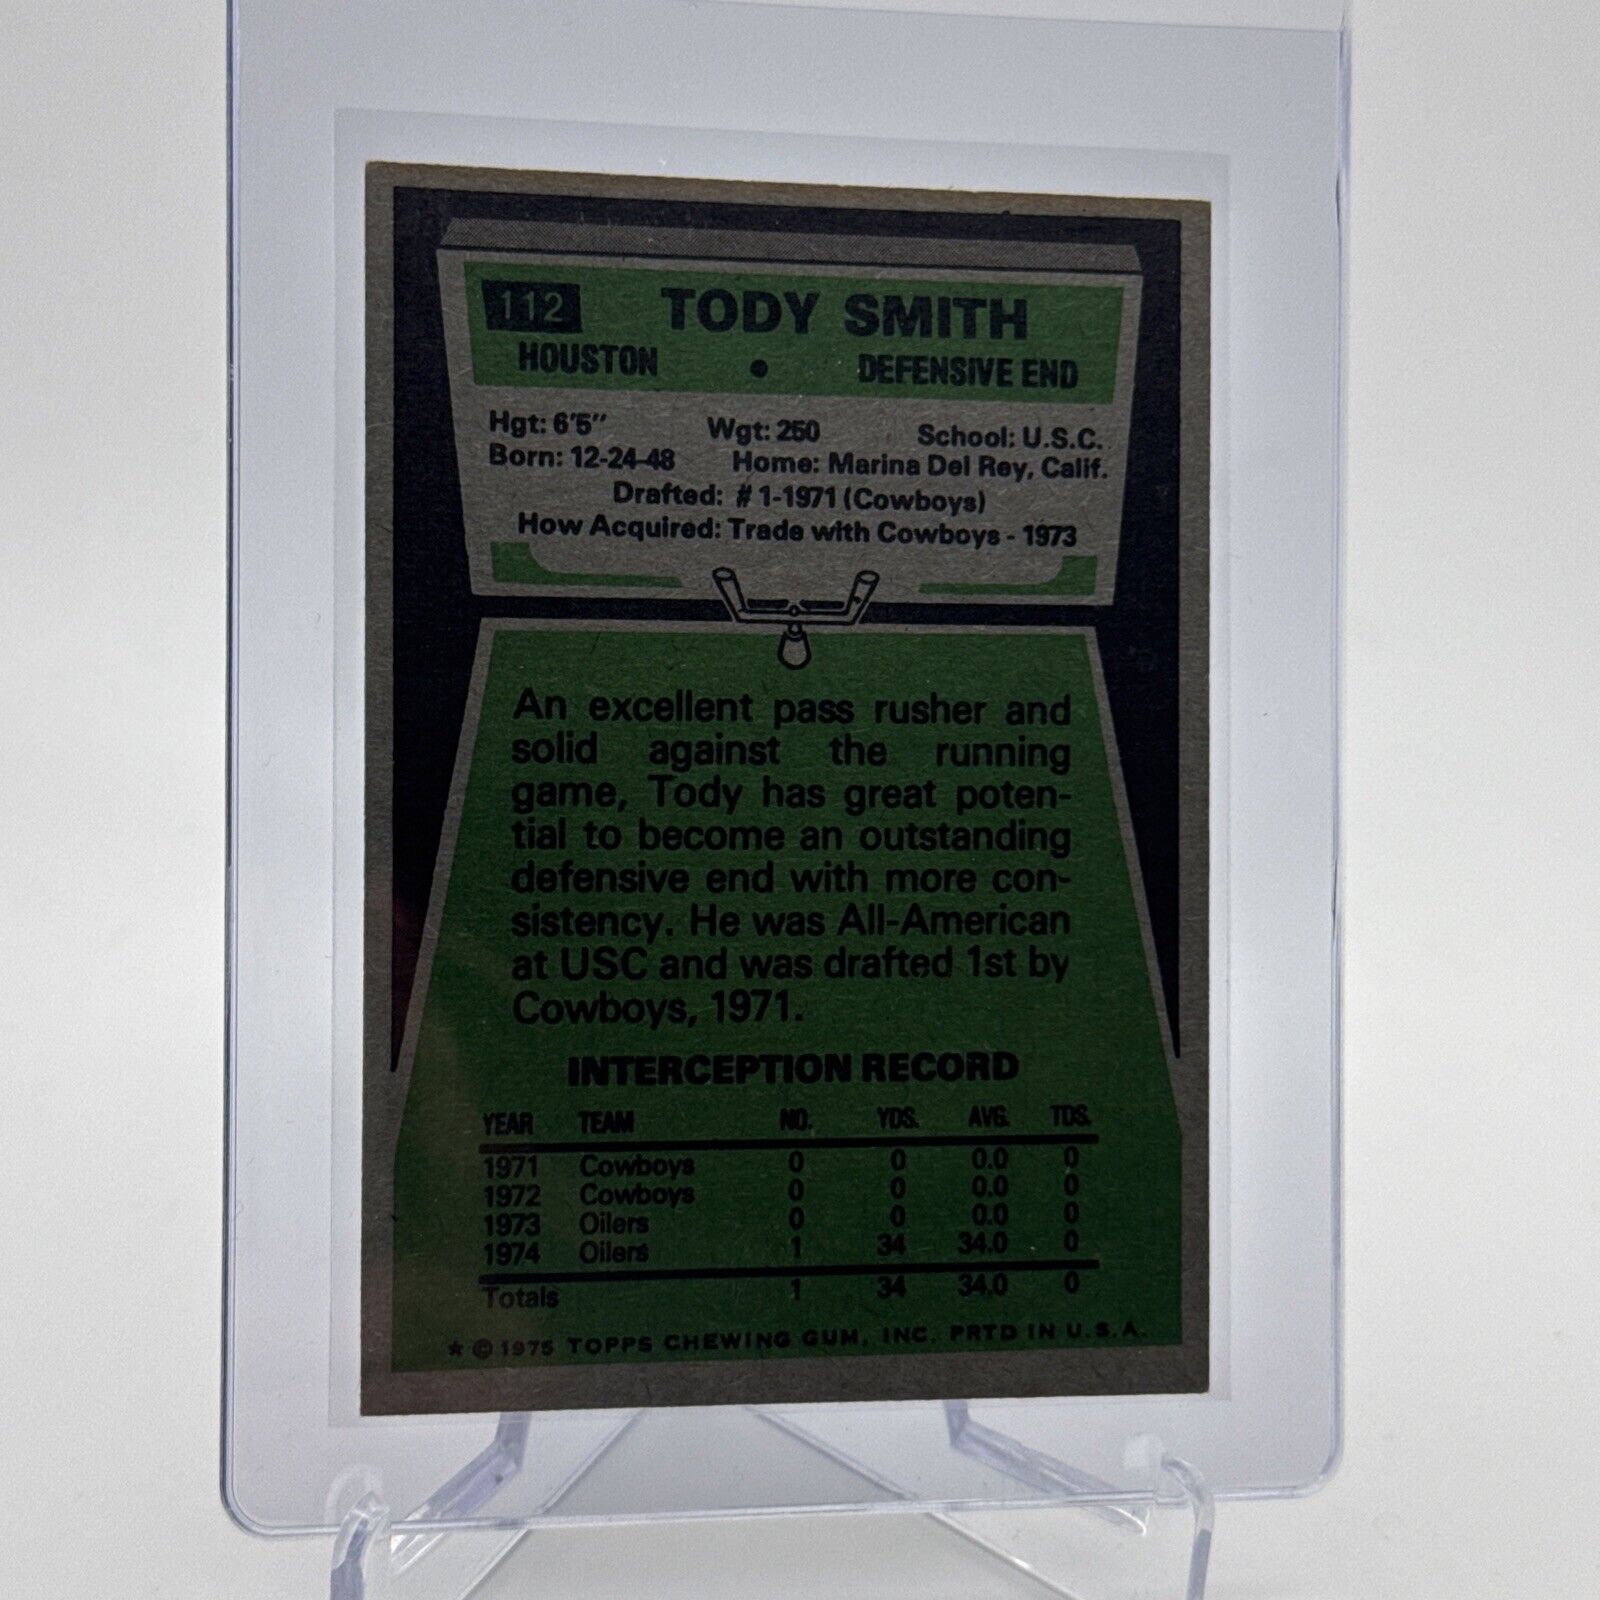 112 TODY SMITH
HOUSTON • DEFENSIVE END
Hgt: 6'5" Wgt: 250 School: U.S.C.
Born: 12-24-48 Home: Marina Del Rey, Calif.
Drafted: #1-1971 (Cowboys)
How Acquired: Trade with Cowboys - 1973
An excellent pass rusher and
solid against the running
game, Tody has great poten-
tial to become an outstanding
defensive end with more con-
sistency. He was All-American
at USC and was drafted 1st by
Cowboys, 1971.
INTERCEPTION RECORD
YEAR TEAM NO. YDS. AVG. TDS.
1971 Cowboys 0 0 0.0 0
1972 Cowboys 0 0 0.0 0
1973 Oilers 0 0 0.0 0
1974 Oilers 1 34 34.0 0
Totals 1 34 34.0 0
* © 1975 TOPPS CHEWING GUM, INC. PRTD IN U.S.A.